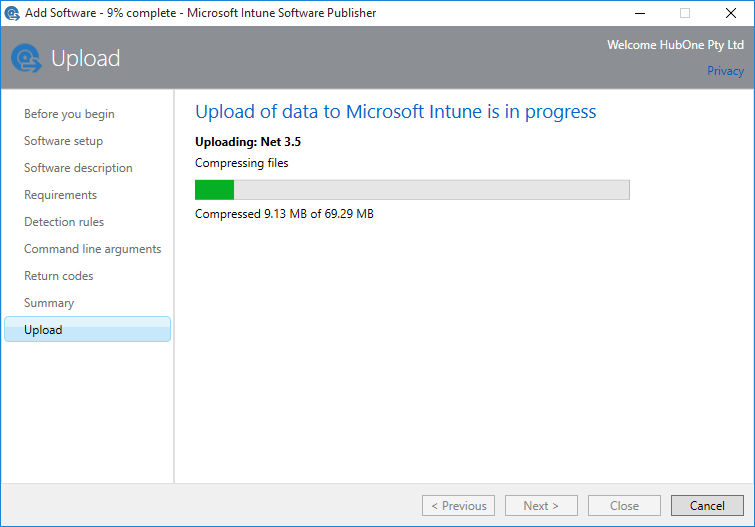 Add Software - 9% complete - Microsoft Intune Software Publisher
Upload
Welcome HubOne Pty Ltd
Privacy
Before you begin
Software setup
Software description
Requirements
Detection rules
Command line arguments
Return codes
Summary
Upload
Upload of data to Microsoft Intune is in progress
Uploading: Net 3.5
Compressing files
Compressed 9.13 MB of 69.29 MB
< Previous
Next >
Close
Cancel